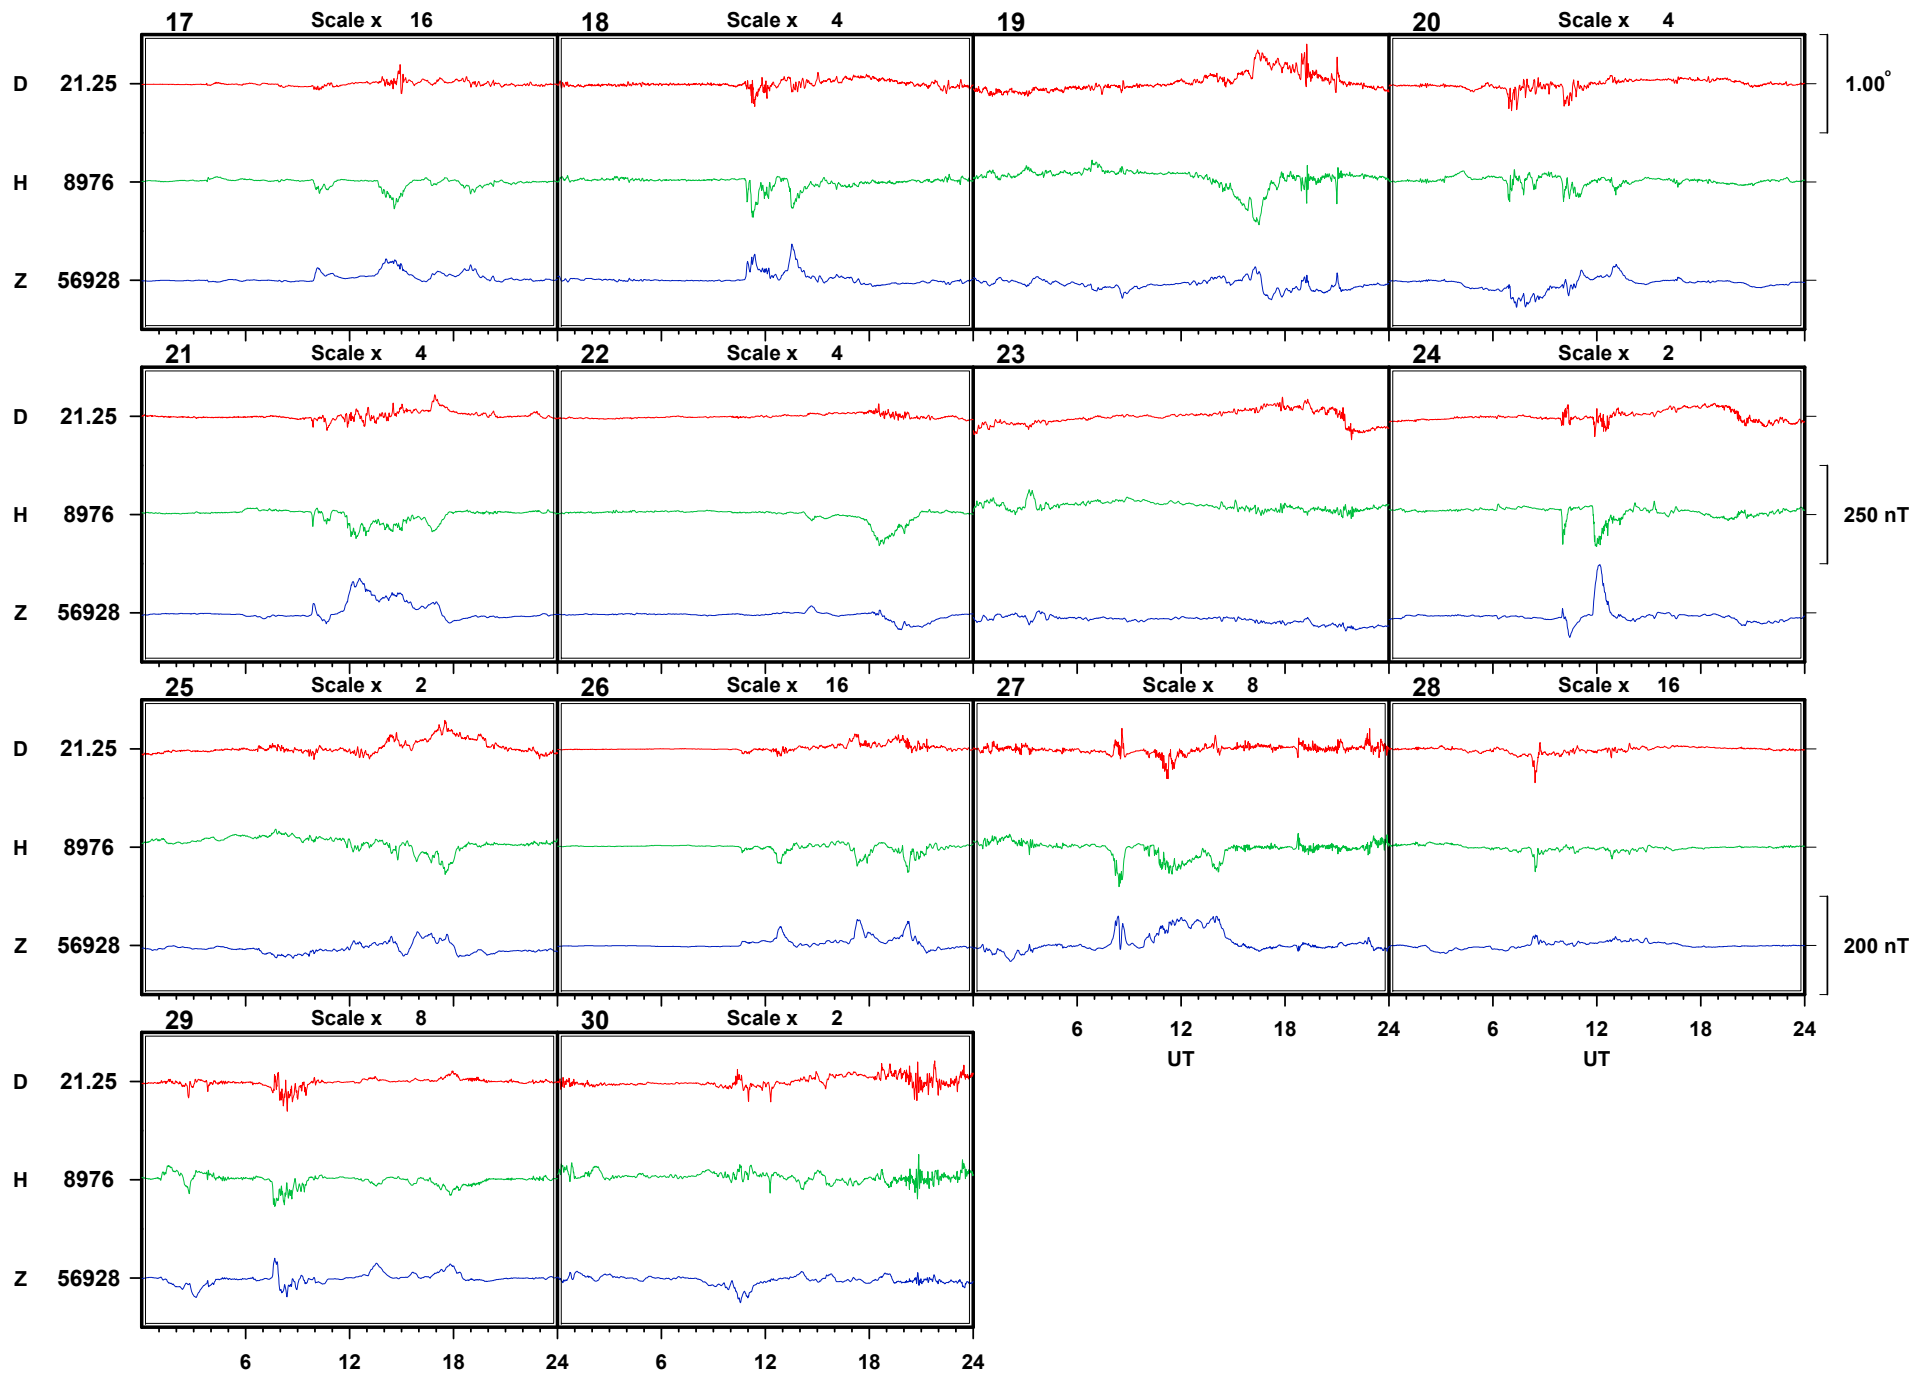 17 Scale x 16 18 Scale x 4 19 20 Scale x 4
D 21.25 1.00°
H 8976
Z 56928
21 Scale x 4 22 Scale x 4 23 24 Scale x 2
D 21.25
H 8976 250 nT
Z 56928
25 Scale x 2 26 Scale x 16 27 Scale x 8 28 Scale x 16
D 21.25
H 8976
Z 56928 200 nT
29 Scale x 8 30 Scale x 2 6 12 18 24 6 12 18 24
UT UT
D 21.25
H 8976
Z 56928
6 12 18 24 6 12 18 24